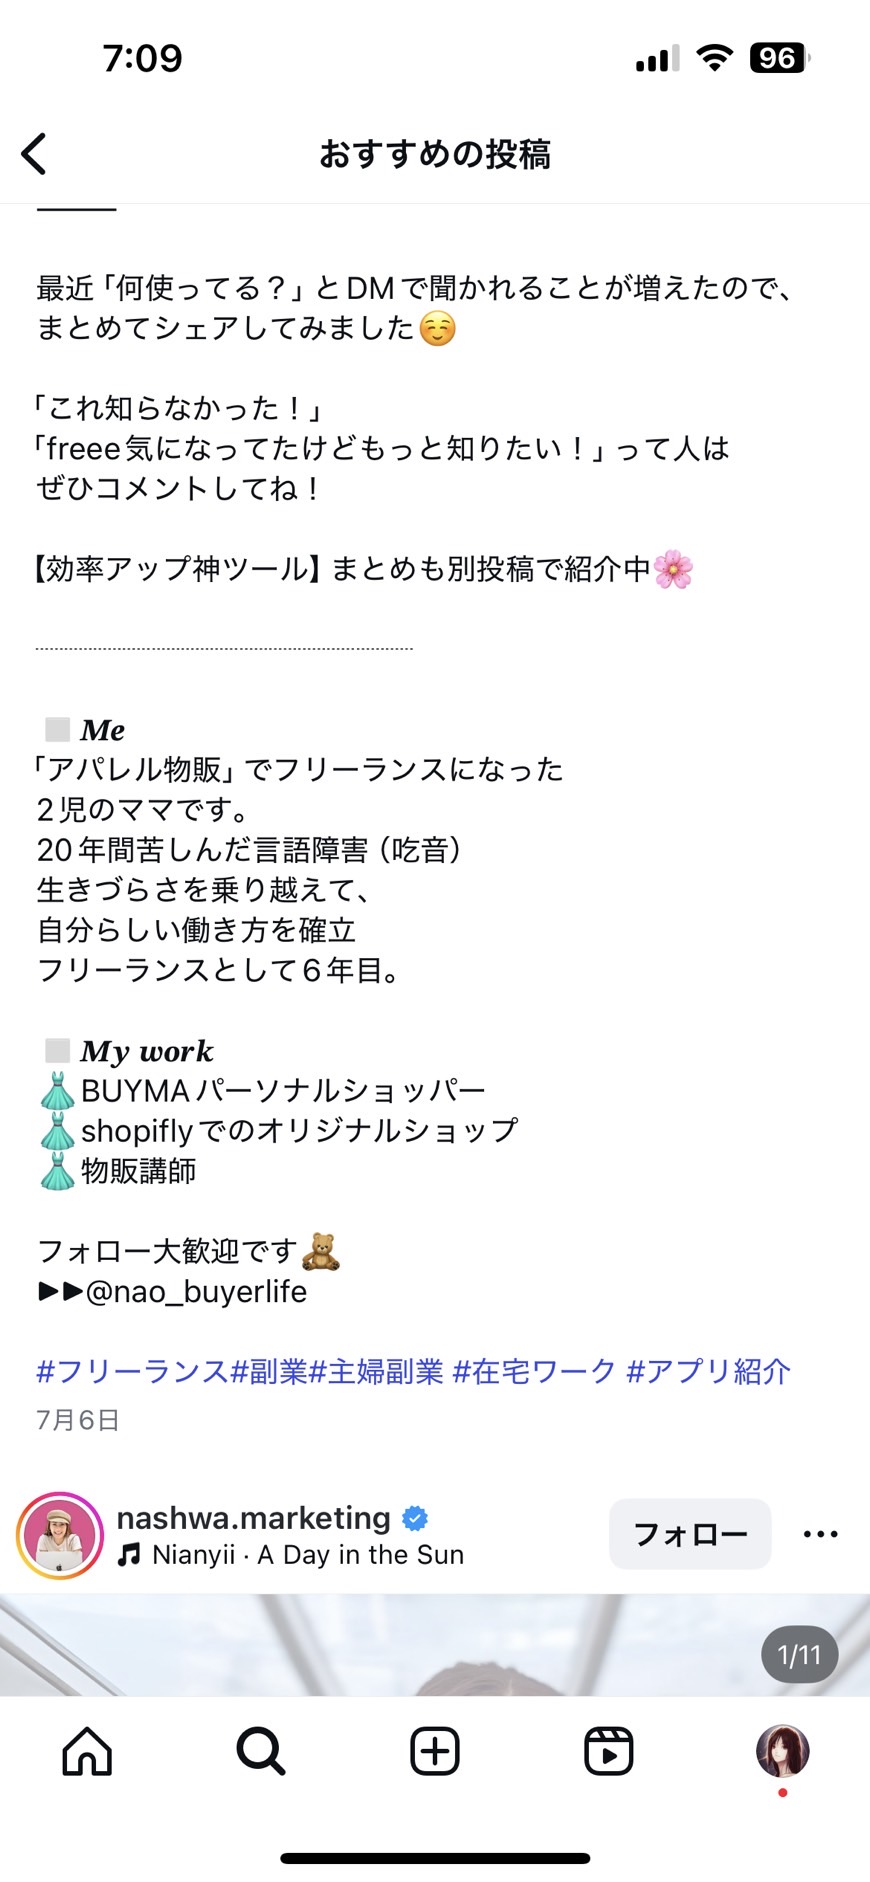 7:09
96
おすすめの投稿
最近「何使ってる？」とDMで聞かれることが増えたので、
まとめてシェアしてみました☺️
「これ知らなかった！」
「freee気になってたけどもっと知りたい！」って人は
ぜひコメントしてね！
【効率アップ神ツール】まとめも別投稿で紹介中🌸
◻️ Me
「アパレル物販」でフリーランスになった
2児のママです。
20年間苦しんだ言語障害（吃音）
生きづらさを乗り越えて、
自分らしい働き方を確立
フリーランスとして6年目。
◻️ My work
👗BUYMAパーソナルショッパー
👗shopiflyでのオリジナルショップ
👗物販講師
フォロー大歓迎です🧸
▶▶@nao_buyerlife
#フリーランス#副業#主婦副業 #在宅ワーク #アプリ紹介
7月6日
nashwa.marketing
フォロー
Nianyii · A Day in the Sun
1/11